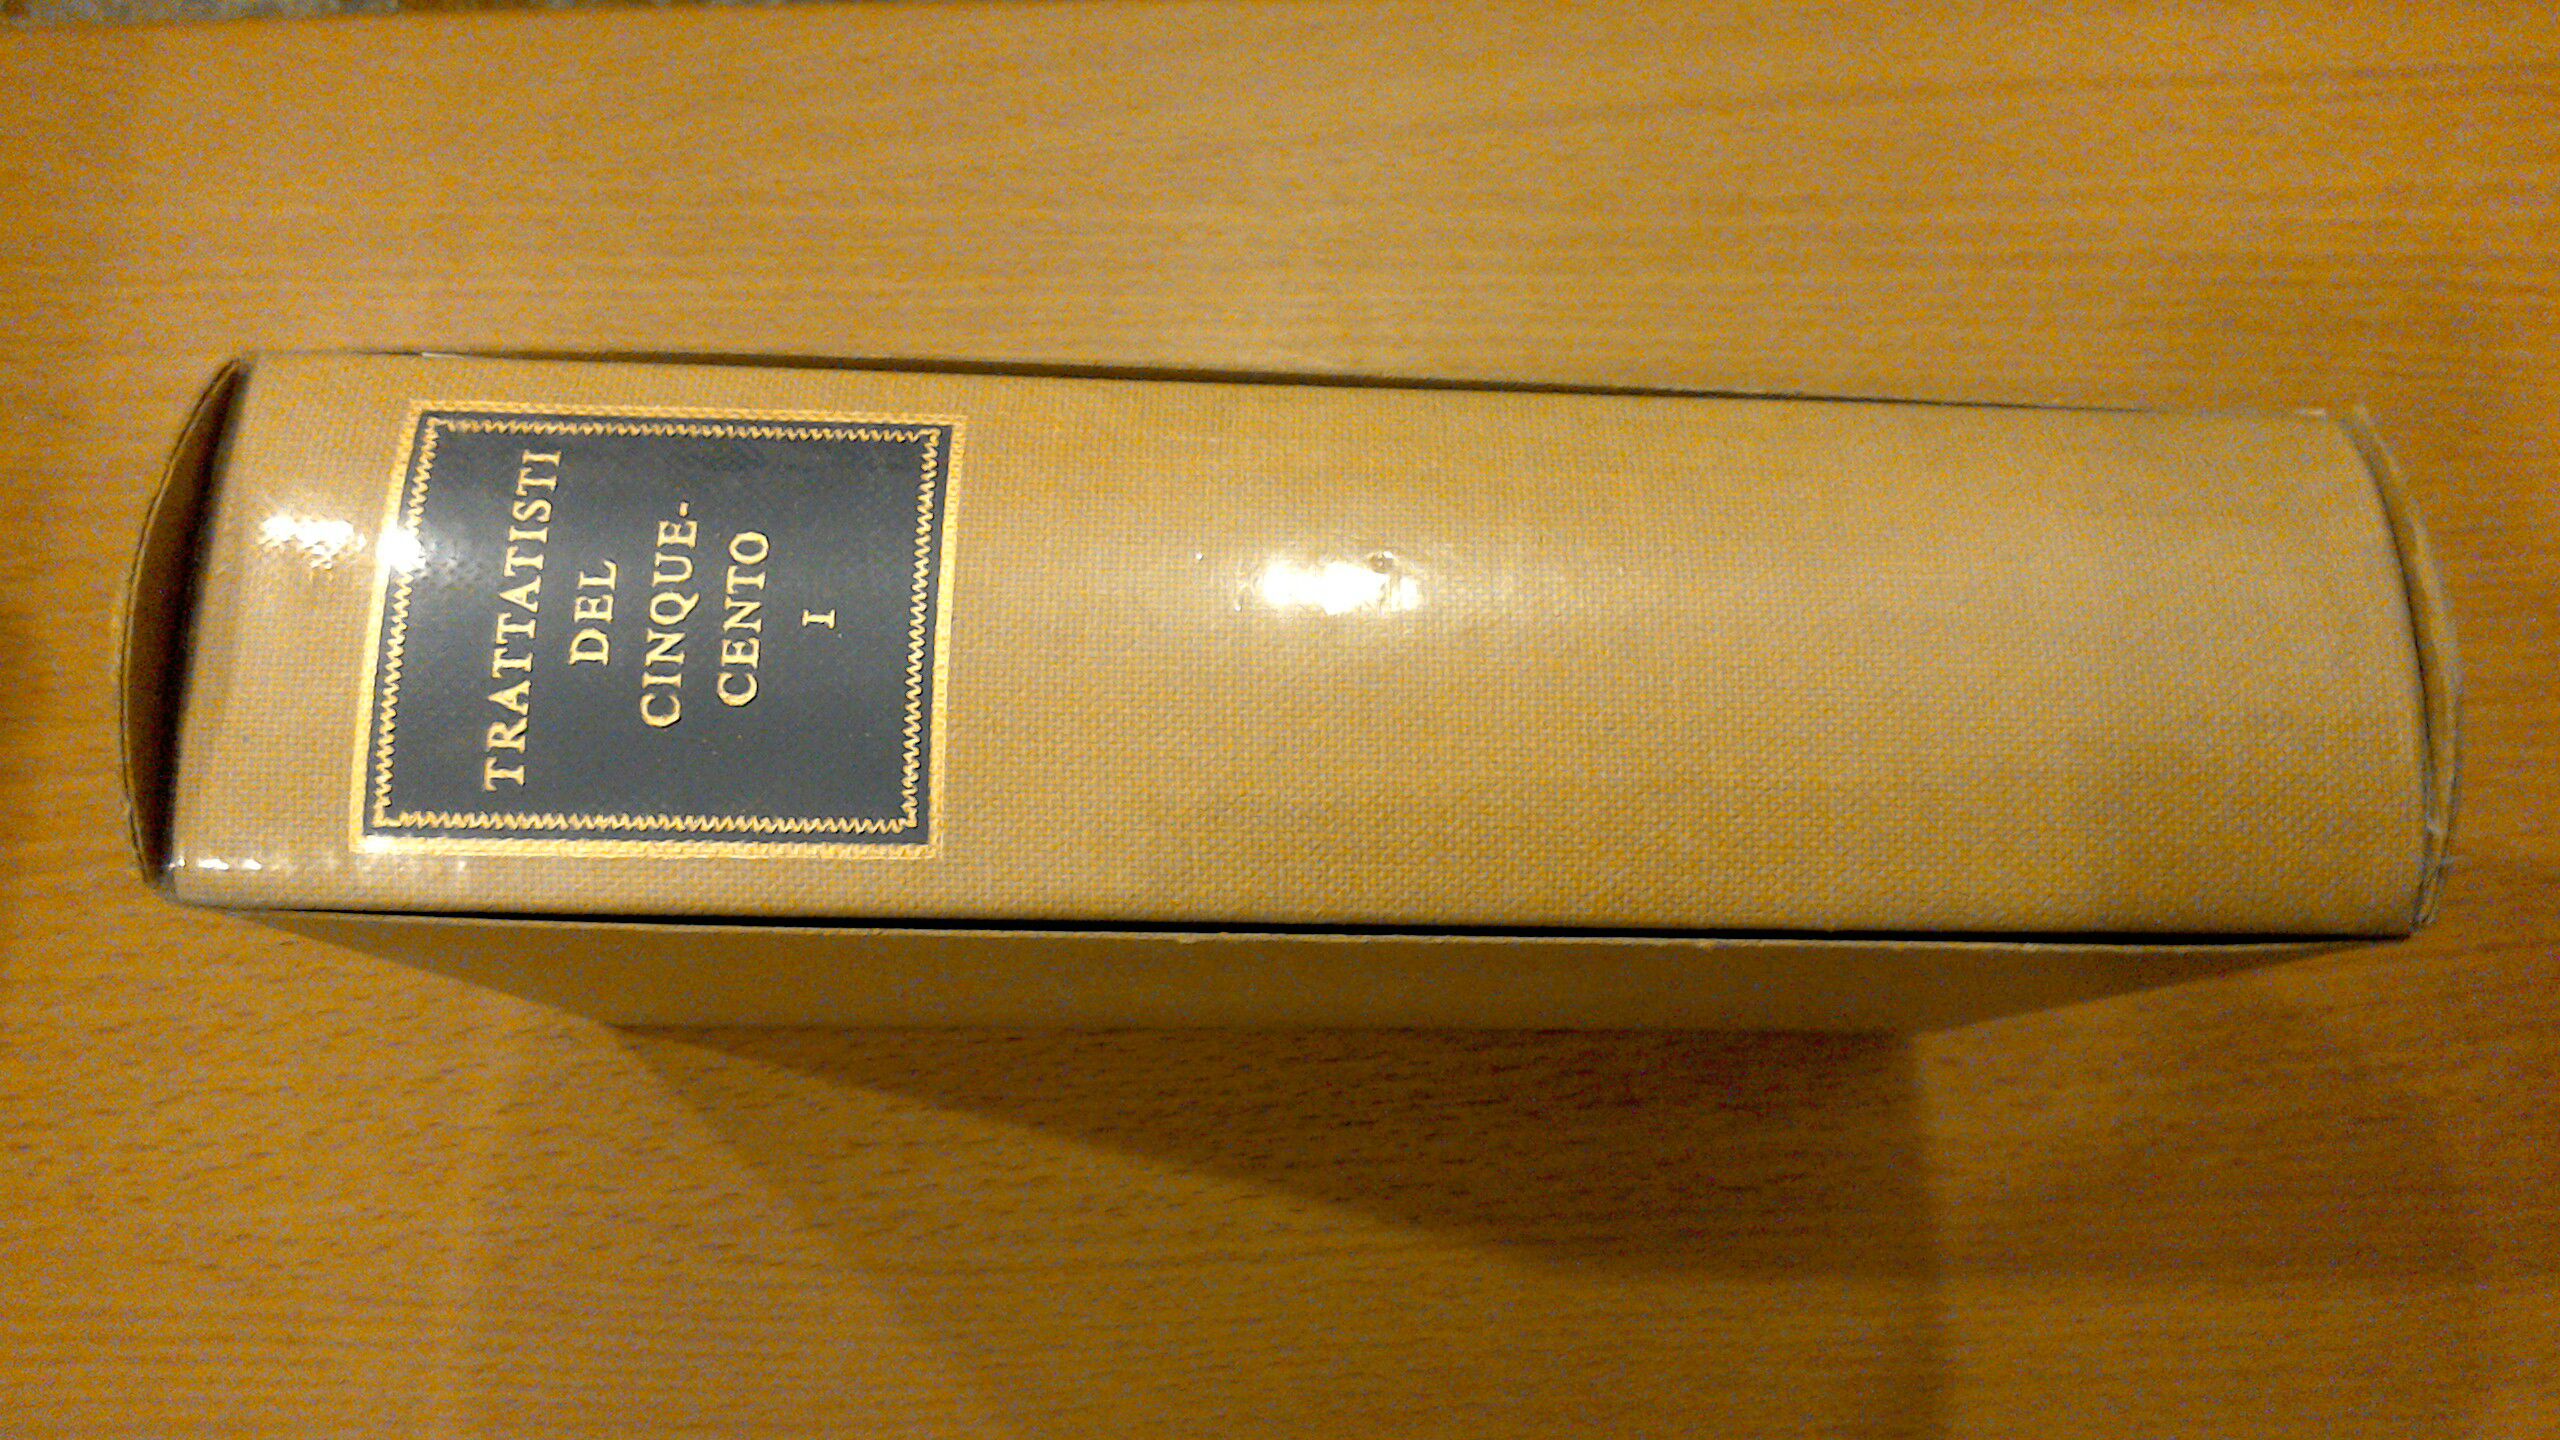 TRATTATISTI
DEL
CINQUE-
CENTO
I